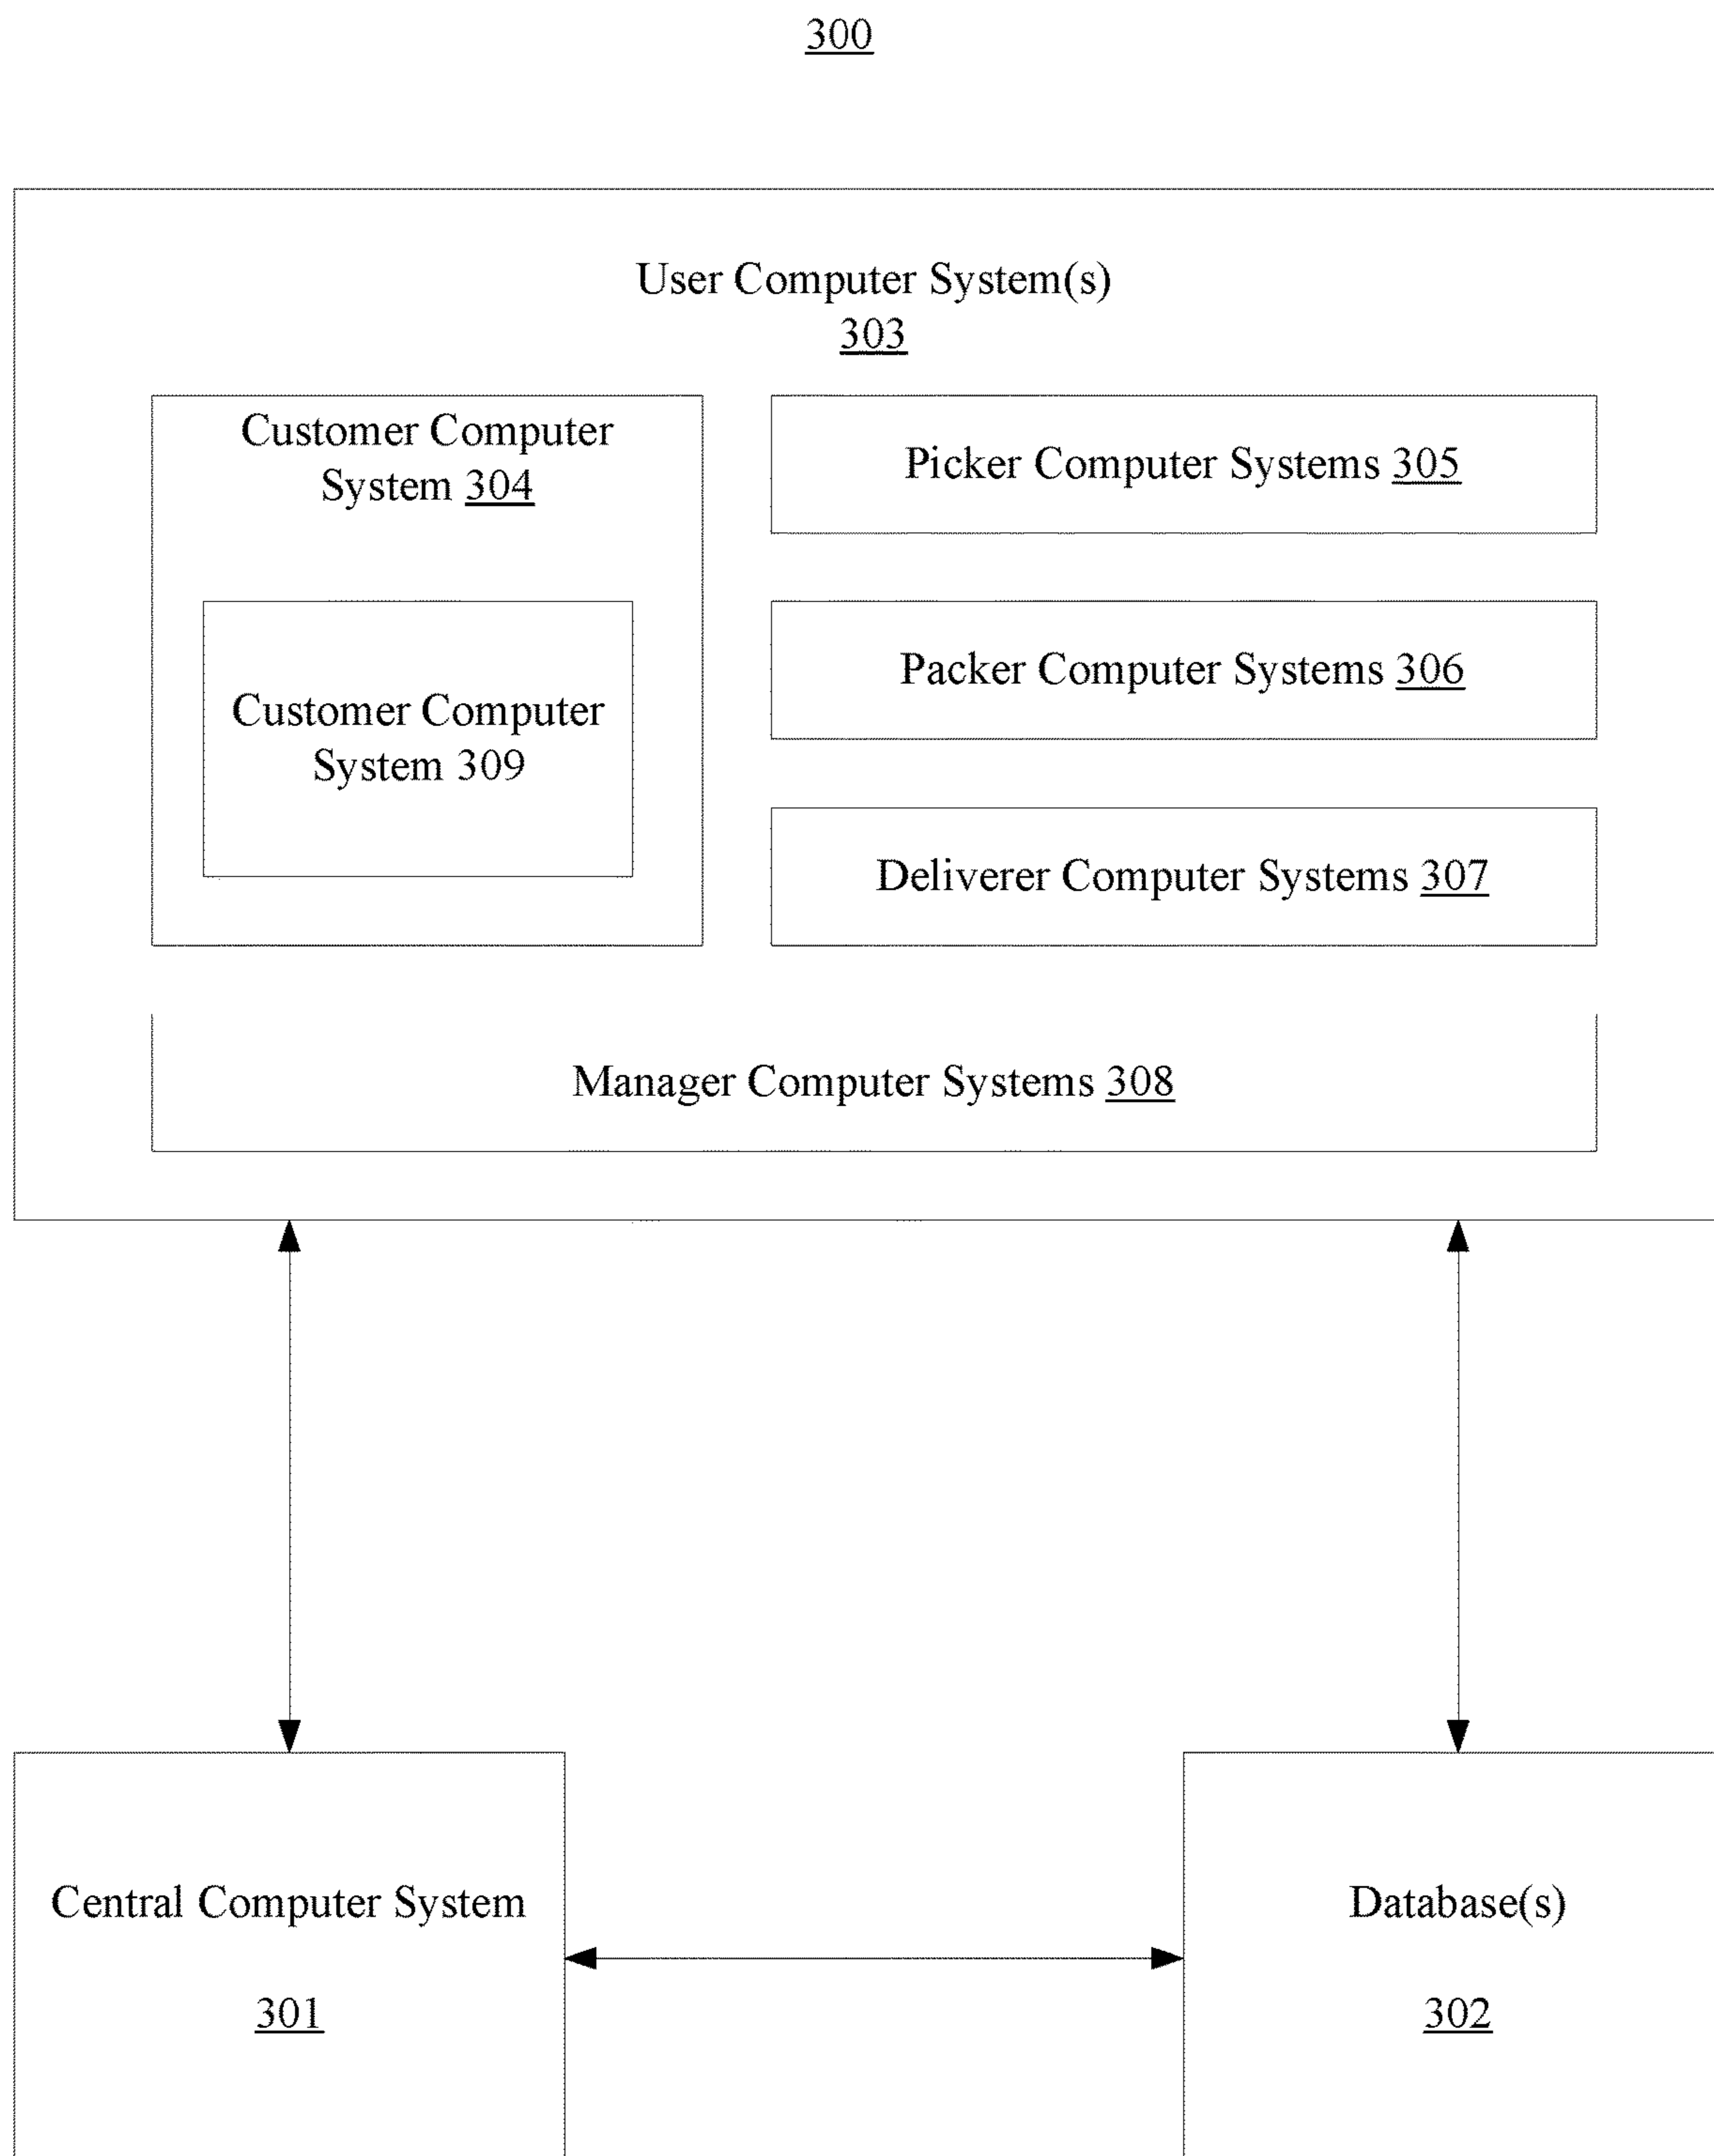 300
User Computer System(s)
303
Customer Computer
System 304
Picker Computer Systems 305
Packer Computer Systems 306
Customer Computer
System 309
Deliverer Computer Systems 307
Manager Computer Systems 308
Central Computer System
301
Database(s)
302